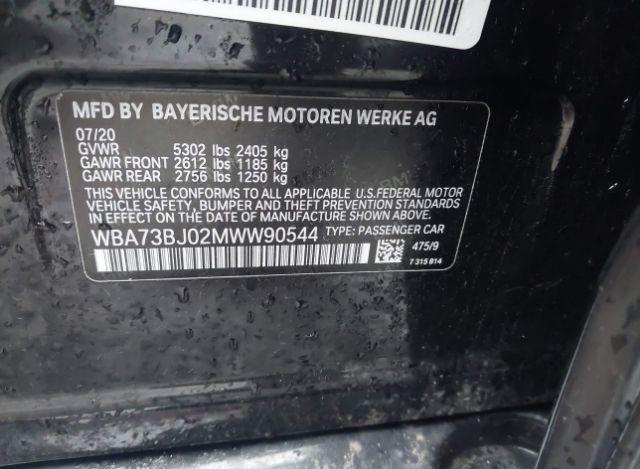 MFD BY BAYERISCHE MOTOREN WERKE AG
07/20
GVWR 5302 lbs 2405 kg
GAWR FRONT 2612 lbs 1185 kg
GAWR REAR 2756 lbs 1250 kg
THIS VEHICLE CONFORMS TO ALL APPLICABLE U.S.FEDERAL MOTOR
VEHICLE SAFETY, BUMPER AND THEFT PREVENTION STANDARDS
IN EFFECT ON THE DATE OF MANUFACTURE SHOWN ABOVE.
WBA73BJ02MWW90544 TYPE: PASSENGER CAR
475/9
7 315 814